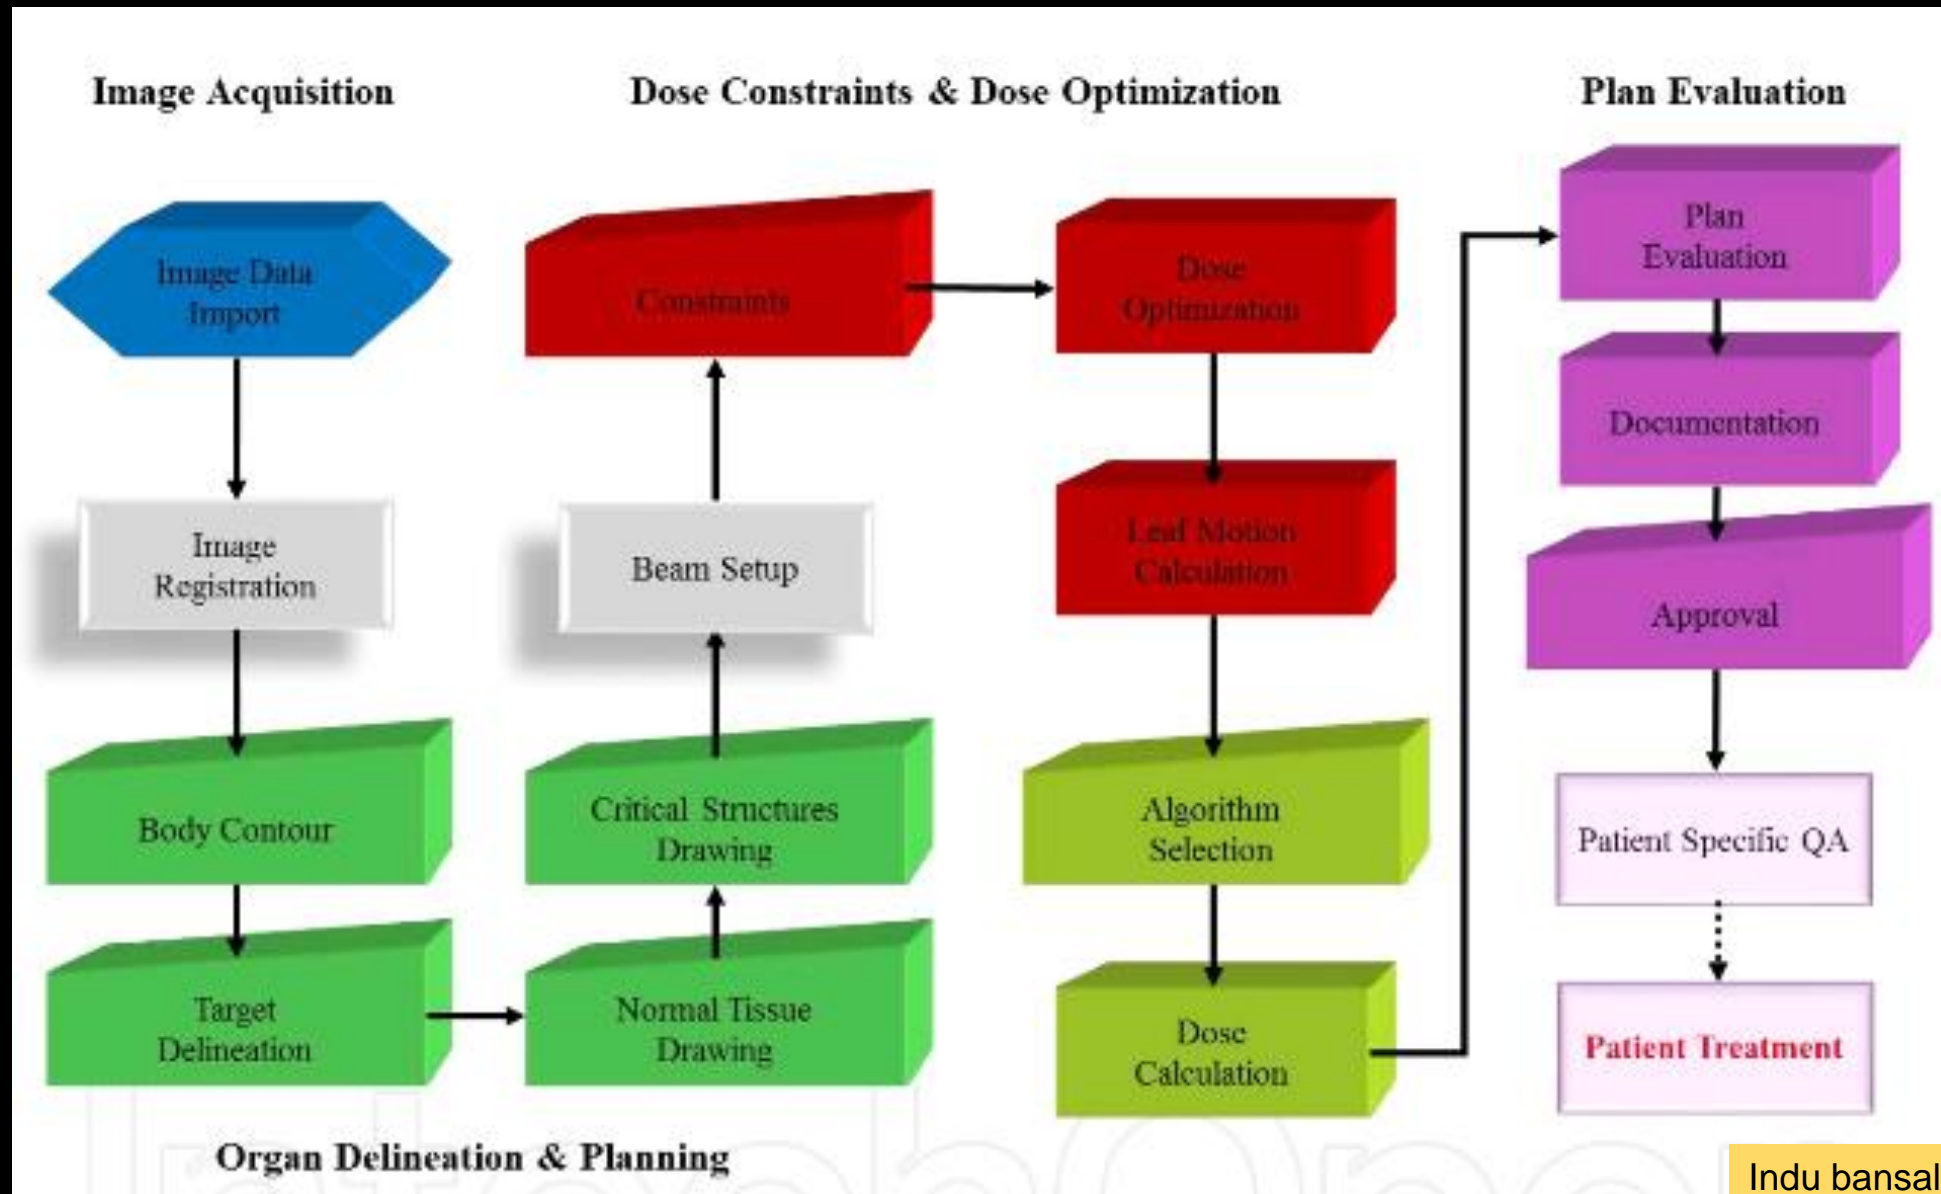 Image Acquisition
Dose Constraints & Dose Optimization
Plan Evaluation
Image Data
Import
Image
Registration
Body Contour
Target
Delineation
Normal Tissue
Drawing
Critical Structures
Drawing
Beam Setup
Constraints
Dose
Optimization
Leaf Motion
Calculation
Algorithm
Selection
Dose
Calculation
Plan
Evaluation
Documentation
Approval
Patient Specific QA
Patient Treatment
Organ Delineation & Planning
Indu bansal